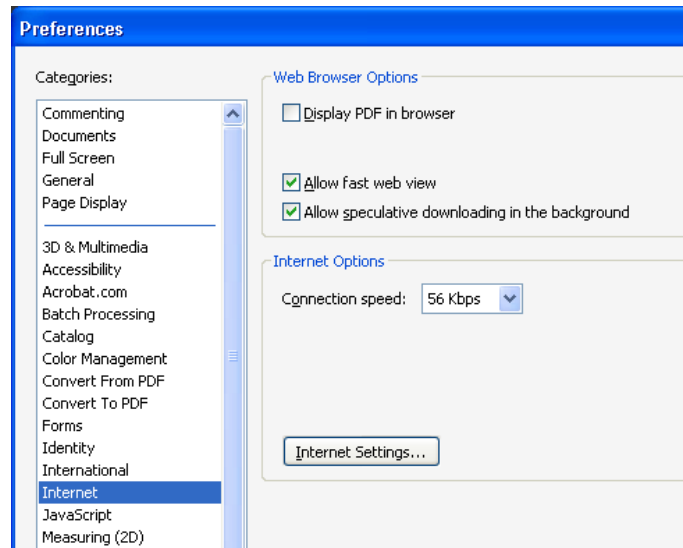 Preferences
Categories:
Commenting
Documents
Full Screen
General
Page Display
3D & Multimedia
Accessibility
Acrobat.com
Batch Processing
Catalog
Color Management
Convert From PDF
Convert To PDF
Forms
Identity
International
Internet
JavaScript
Measuring (2D)
Web Browser Options
Display PDF in browser
Allow fast web view
Allow speculative downloading in the background
Internet Options
Connection speed: 56 Kbps
Internet Settings...